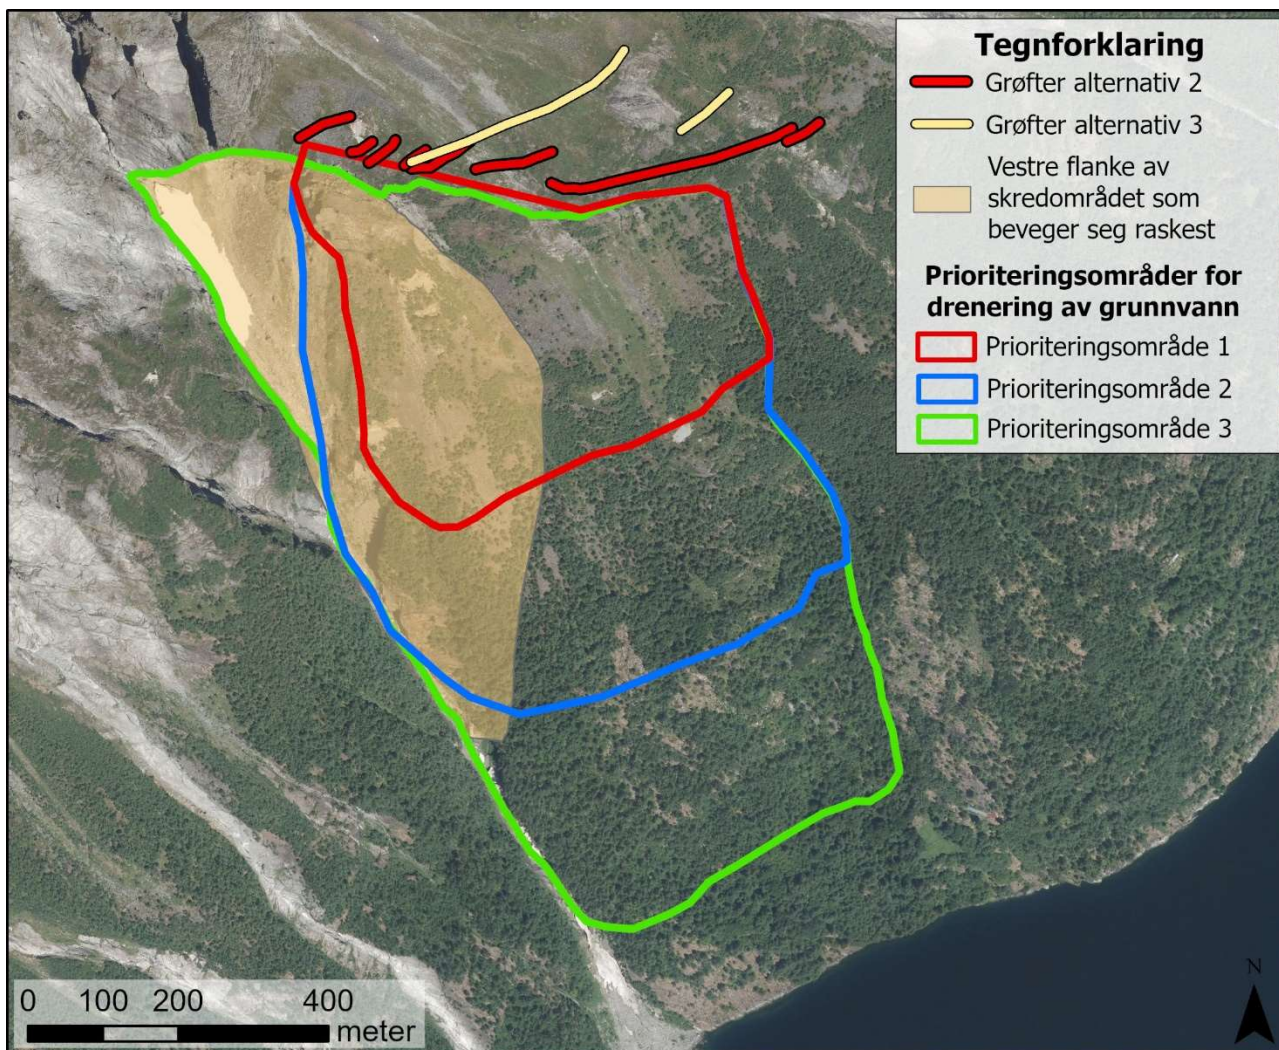 Tegnforklaring
Grøfter alternativ 2
Grøfter alternativ 3
Vestre flanke av
skredområdet som
beveger seg raskest
Prioriteringsområder for
drenering av grunnvann
Prioriteringsområde 1
Prioriteringsområde 2
Prioriteringsområde 3
0 100 200 400
meter
N